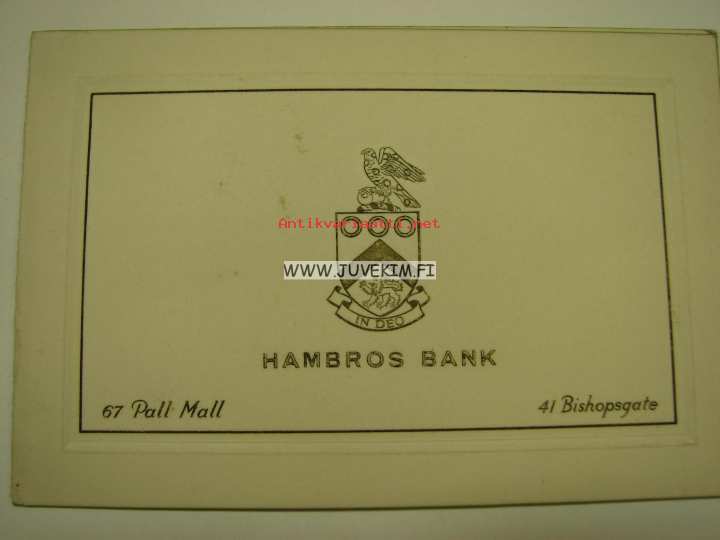 Antikvariaatti.net
WWW.JUVEKIM.FI
IN DEO
HAMBROS BANK
67 Pall Mall
41 Bishopsgate